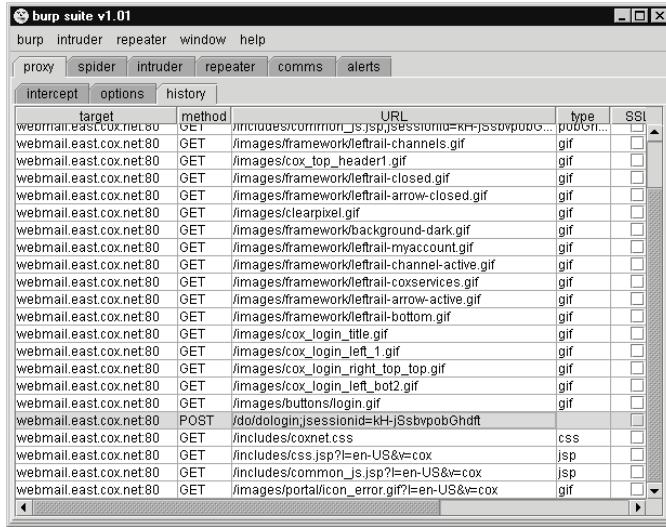 burp suite v1.01
burp intruder repeater window help
proxy spider intruder repeater comms alerts
intercept options history
target method URL type SSL
webmail.east.cox.net:80 GET /includes/common_js.jsp;jsessionid=kH-jSsbvpobG... pobGh...
webmail.east.cox.net:80 GET /images/framework/leftrail-channels.gif gif
webmail.east.cox.net:80 GET /images/cox_top_header1.gif gif
webmail.east.cox.net:80 GET /images/framework/leftrail-closed.gif gif
webmail.east.cox.net:80 GET /images/framework/leftrail-arrow-closed.gif gif
webmail.east.cox.net:80 GET /images/clearpixel.gif gif
webmail.east.cox.net:80 GET /images/framework/background-dark.gif gif
webmail.east.cox.net:80 GET /images/framework/leftrail-myaccount.gif gif
webmail.east.cox.net:80 GET /images/framework/leftrail-channel-active.gif gif
webmail.east.cox.net:80 GET /images/framework/leftrail-coxservices.gif gif
webmail.east.cox.net:80 GET /images/framework/leftrail-arrow-active.gif gif
webmail.east.cox.net:80 GET /images/framework/leftrail-bottom.gif gif
webmail.east.cox.net:80 GET /images/cox_login_title.gif gif
webmail.east.cox.net:80 GET /images/cox_login_left_1.gif gif
webmail.east.cox.net:80 GET /images/cox_login_right_top_top.gif gif
webmail.east.cox.net:80 GET /images/cox_login_left_bot2.gif gif
webmail.east.cox.net:80 GET /images/buttons/login.gif gif
webmail.east.cox.net:80 POST /do/dologin;jsessionid=kH-jSsbvpobGhdft
webmail.east.cox.net:80 GET /includes/coxnet.css css
webmail.east.cox.net:80 GET /includes/css.jsp?l=en-US&v=cox jsp
webmail.east.cox.net:80 GET /includes/common_js.jsp?l=en-US&v=cox jsp
webmail.east.cox.net:80 GET /images/portal/icon_error.gif?l=en-US&v=cox gif